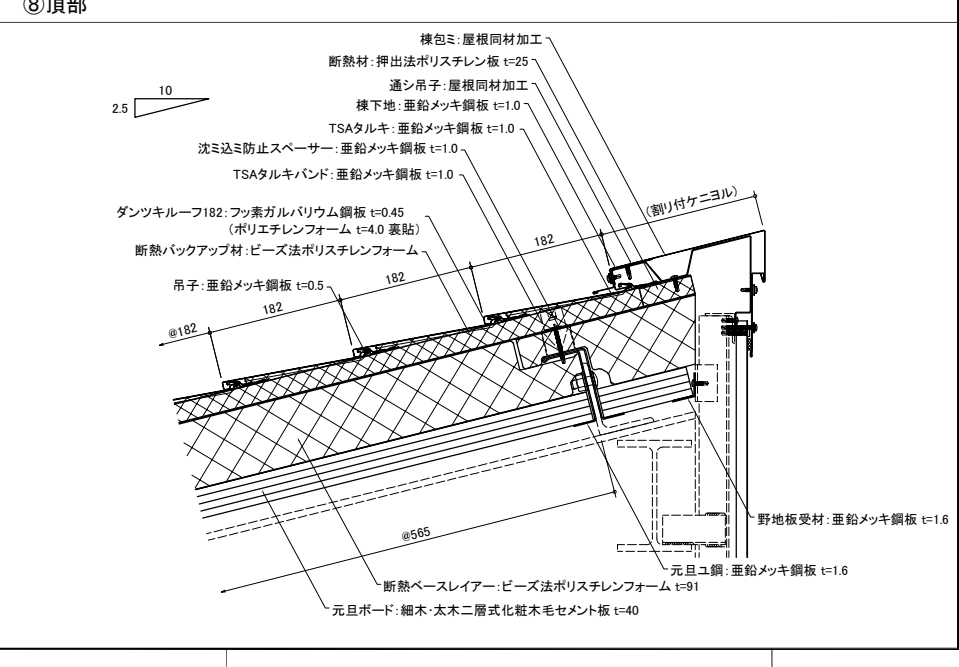 ⑧頂部
棟包ミ:屋根同材加工
断熱材:押出法ポリスチレン板 t=25
通シ吊子:屋根同材加工
棟下地:亜鉛メッキ鋼板 t=1.0
TSAタルキ:亜鉛メッキ鋼板 t=1.0
沈ミ込ミ防止スペーサー:亜鉛メッキ鋼板 t=1.0
TSAタルキバンド:亜鉛メッキ鋼板 t=1.0
ダンツキルーフ182:フッ素ガルバリウム鋼板 t=0.45
(ポリエチレンフォーム t=4.0 裏貼)
断熱バックアップ材:ビーズ法ポリスチレンフォーム
吊子:亜鉛メッキ鋼板 t=0.5
10
2.5
(割り付ケニヨル)
182
182
182
@182
@565
野地板受材:亜鉛メッキ鋼板 t=1.6
元旦ユ鋼:亜鉛メッキ鋼板 t=1.6
断熱ベースレイアー:ビーズ法ポリスチレンフォーム t=91
元旦ボード:細木・太木二層式化粧木毛セメント板 t=40